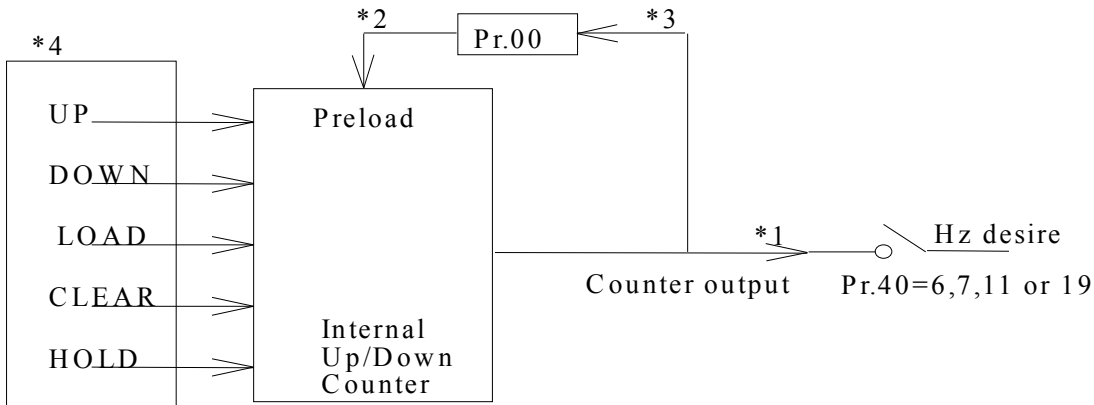 *2
Pr.00
*3
*4
UP
DOWN
LOAD
CLEAR
HOLD
Preload
Internal
Up/Down
Counter
*1
Counter output
Hz desire
Pr.40=6,7,11 or 19